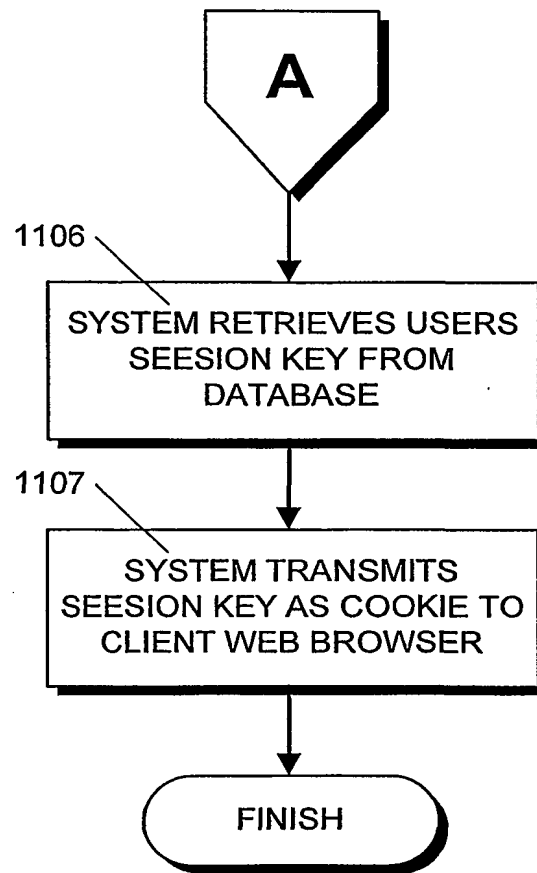 A
1106
SYSTEM RETRIEVES USERS
SEESION KEY FROM
DATABASE
1107
SYSTEM TRANSMITS
SEESION KEY AS COOKIE TO
CLIENT WEB BROWSER
FINISH